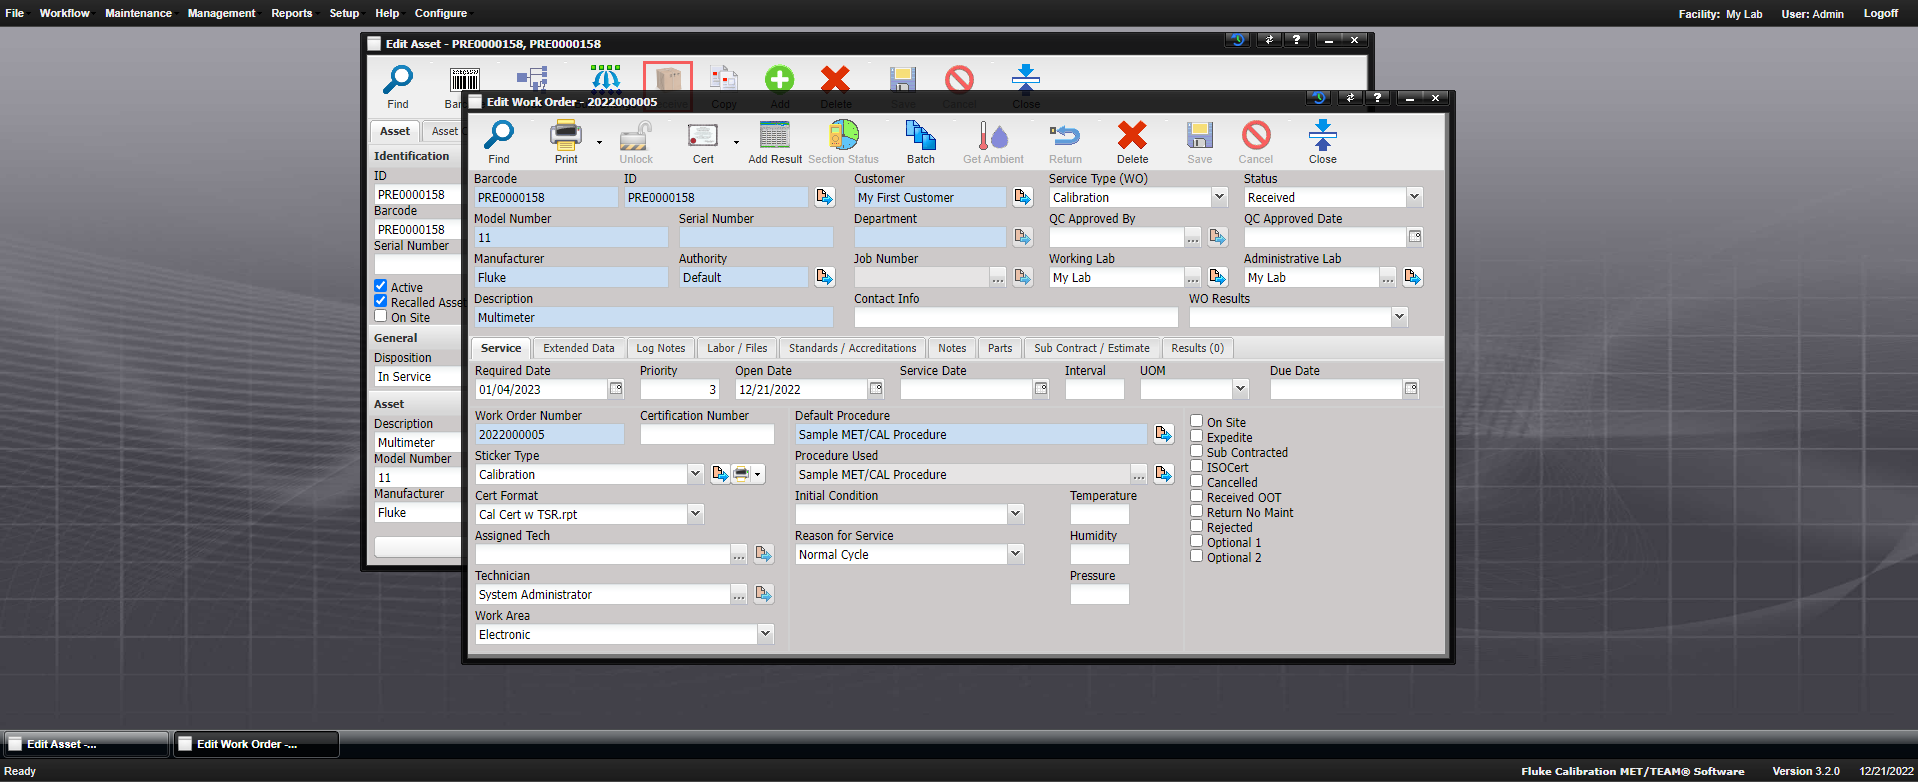 File Workflow Maintenance Management Reports Setup Help Configure Facility: My Lab User: Admin Logoff
Edit Asset - PRE0000158, PRE0000158
Find Copy Add Delete Save Cancel Close
Edit Work Order - 2022000005
Asset
Identification
ID
PRE0000158
Barcode
PRE0000158
Serial Number
Active
Recalled Asset
On Site
General
Disposition
In Service
Asset
Description
Multimeter
Model Number
11
Manufacturer
Fluke
Find Print Unlock Cert Add Result Section Status Batch Get Ambient Return Delete Save Cancel Close
Barcode ID Customer Service Type (WO) Status
PRE0000158 PRE0000158 My First Customer Calibration Received
Model Number Serial Number Department QC Approved By QC Approved Date
11
Manufacturer Authority Job Number Working Lab Administrative Lab
Fluke Default My Lab My Lab
Description Contact Info WO Results
Multimeter
Service Extended Data Log Notes Labor / Files Standards / Accreditations Notes Parts Sub Contract / Estimate Results (0)
Required Date Priority Open Date Service Date Interval UOM Due Date
01/04/2023 3 12/21/2022
Work Order Number Certification Number Default Procedure
2022000005 Sample MET/CAL Procedure
Sticker Type Procedure Used
Calibration Sample MET/CAL Procedure
Cert Format Initial Condition Temperature
Cal Cert w TSR.rpt
Assigned Tech Reason for Service Humidity
Normal Cycle
Technician Pressure
System Administrator
Work Area
Electronic
On Site
Expedite
Sub Contracted
ISOCert
Cancelled
Received OOT
Return No Maint
Rejected
Optional 1
Optional 2
Edit Asset -... Edit Work Order -...
Ready Fluke Calibration MET/TEAM® Software Version 3.2.0 12/21/2022